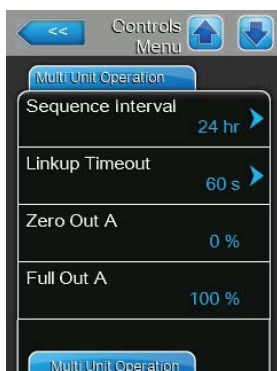 << Controls
Menu
Multi Unit Operation
Sequence Interval
24 hr
Linkup Timeout
60 s
Zero Out A
0 %
Full Out A
100 %
Multi Unit Operation